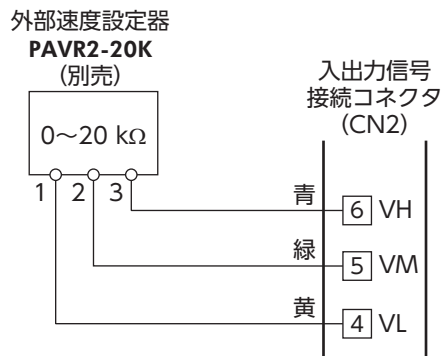 外部速度設定器
PAVR2-20K
(別売)
0～20 kΩ
1 2 3
入出力信号
接続コネクタ
(CN2)
青 6 VH
緑 5 VM
黄 4 VL